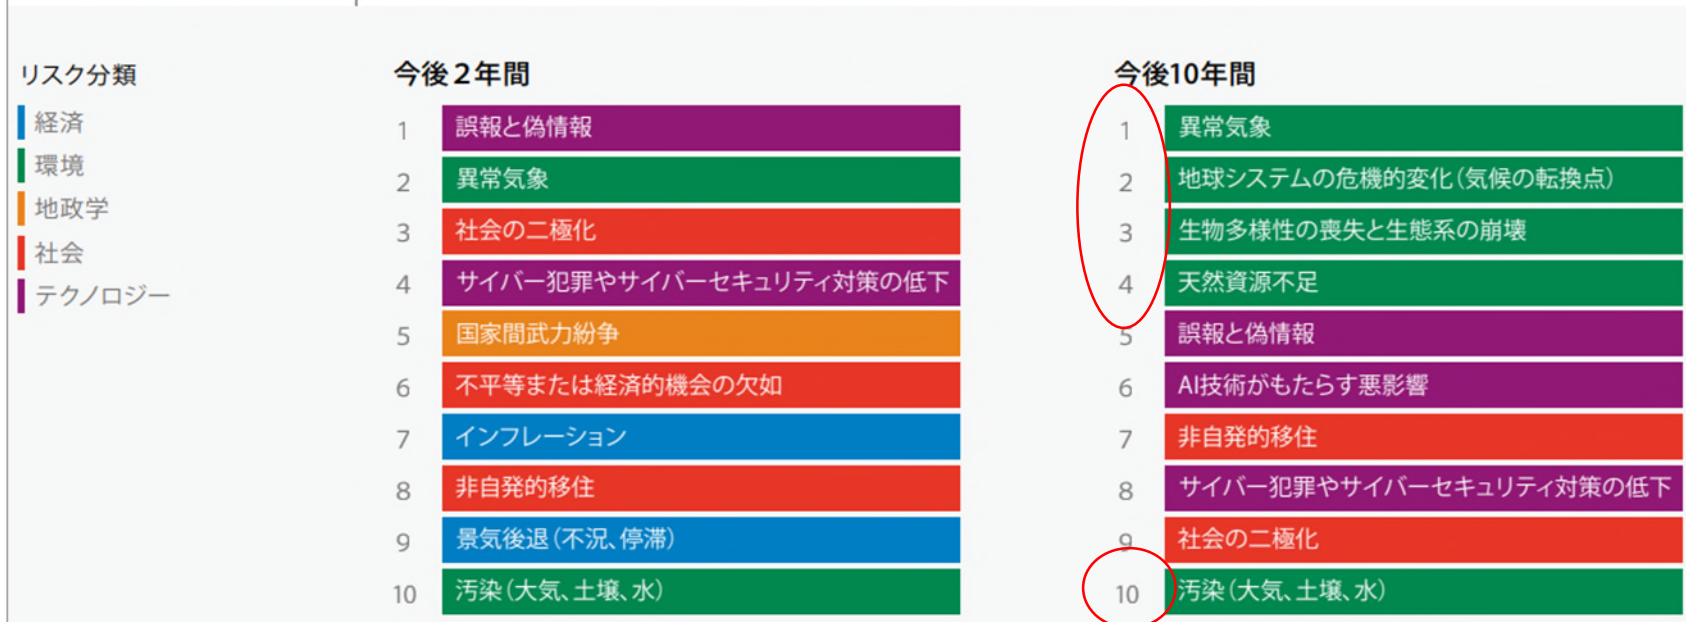 リスク分類
経済
環境
地政学
社会
テクノロジー
今後2年間
1 誤報と偽情報
2 異常気象
3 社会の二極化
4 サイバー犯罪やサイバーセキュリティ対策の低下
5 国家間武力紛争
6 不平等または経済的機会の欠如
7 インフレーション
8 非自発的移住
9 景気後退(不況、停滞)
10 汚染(大気、土壌、水)
今後10年間
1 異常気象
2 地球システムの危機的変化(気候の転換点)
3 生物多様性の喪失と生態系の崩壊
4 天然資源不足
5 誤報と偽情報
6 AI技術がもたらす悪影響
7 非自発的移住
8 サイバー犯罪やサイバーセキュリティ対策の低下
9 社会の二極化
10 汚染(大気、土壌、水)